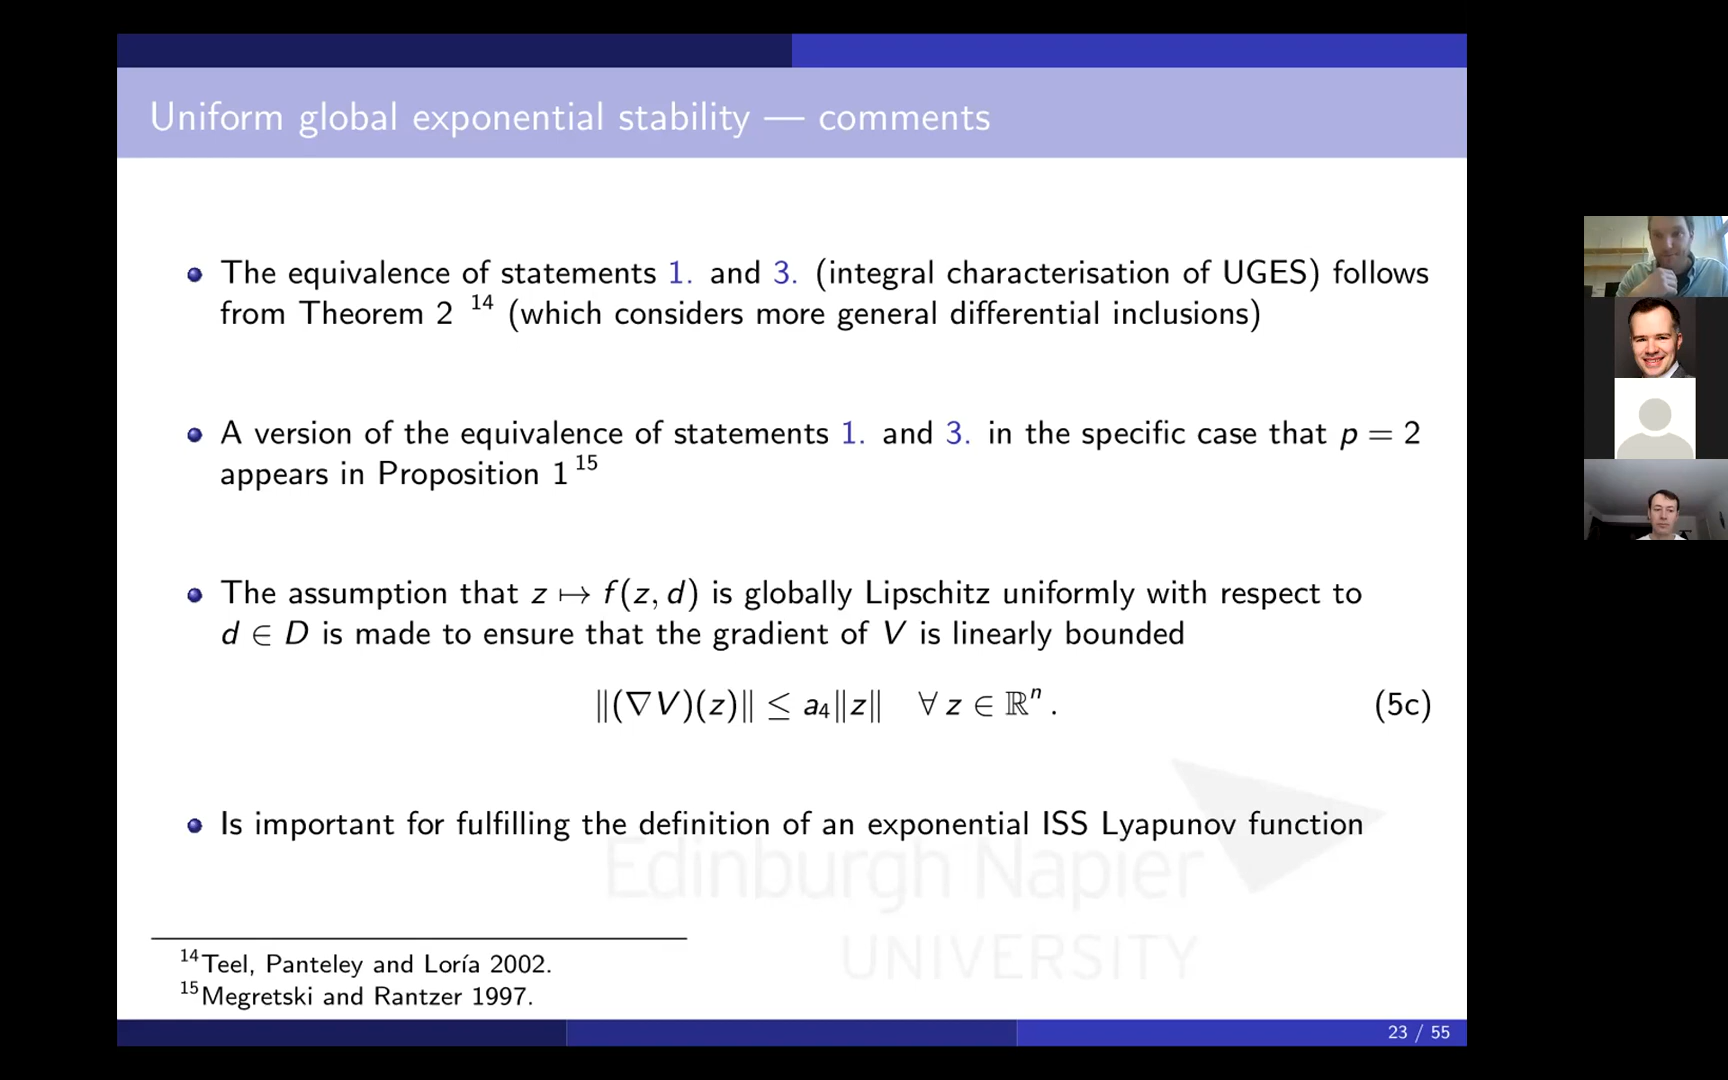 Uniform global exponential stability — comments
The equivalence of statements 1. and 3. (integral characterisation of UGES) follows
from Theorem 2 ¹⁴ (which considers more general differential inclusions)
A version of the equivalence of statements 1. and 3. in the specific case that p = 2
appears in Proposition 1 ¹⁵
The assumption that z ↦ f(z, d) is globally Lipschitz uniformly with respect to
d ∈ D is made to ensure that the gradient of V is linearly bounded
‖(∇V)(z)‖ ≤ a₄‖z‖ ∀ z ∈ ℝⁿ. (5c)
Is important for fulfilling the definition of an exponential ISS Lyapunov function
Edinburgh Napier
UNIVERSITY
¹⁴Teel, Panteley and Loría 2002.
¹⁵Megretski and Rantzer 1997.
23 / 55